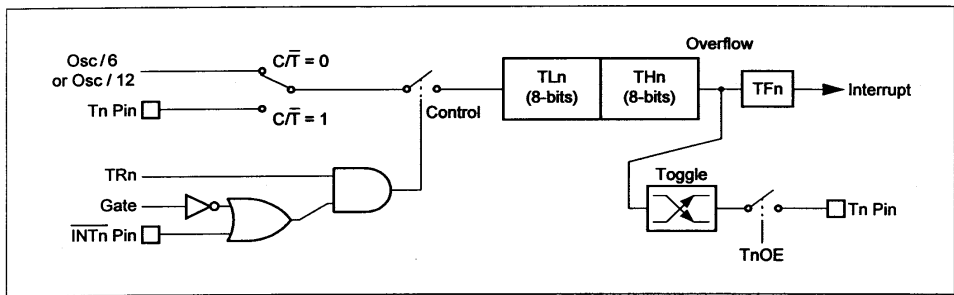 Overflow
Osc / 6
or Osc / 12
C/T̅ = 0
TLn
(8-bits)
THn
(8-bits)
TFn
Interrupt
Tn Pin
C/T̅ = 1
Control
TRn
Toggle
Gate
Tn Pin
I̅N̅T̅n̅ Pin
TnOE